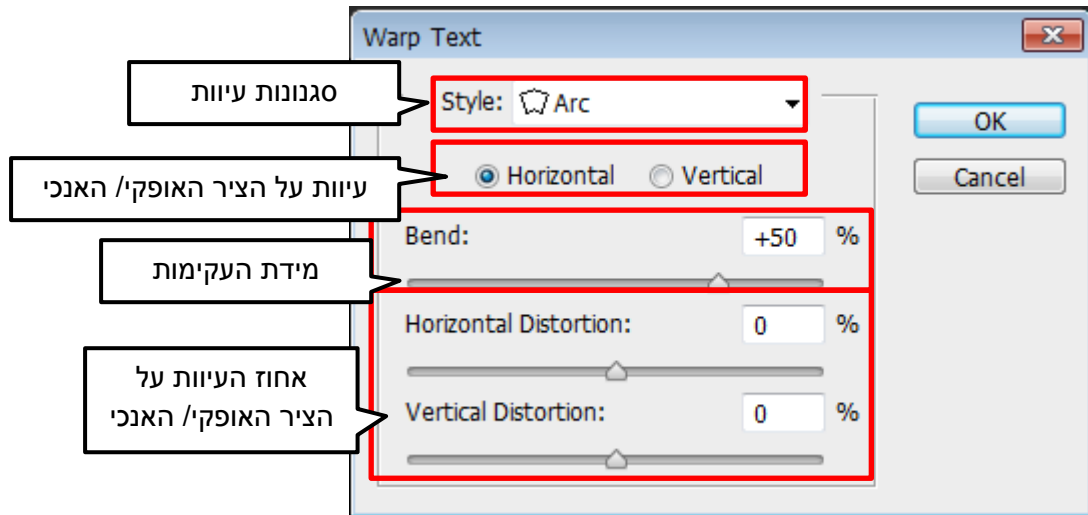 Warp Text
סגנונות עיוות
Style: Arc
OK
עיוות על הציר האופקי/ האנכי
Horizontal Vertical
Cancel
Bend: +50 %
מידת העקימות
Horizontal Distortion: 0 %
אחוז העיוות על
הציר האופקי/ האנכי
Vertical Distortion: 0 %